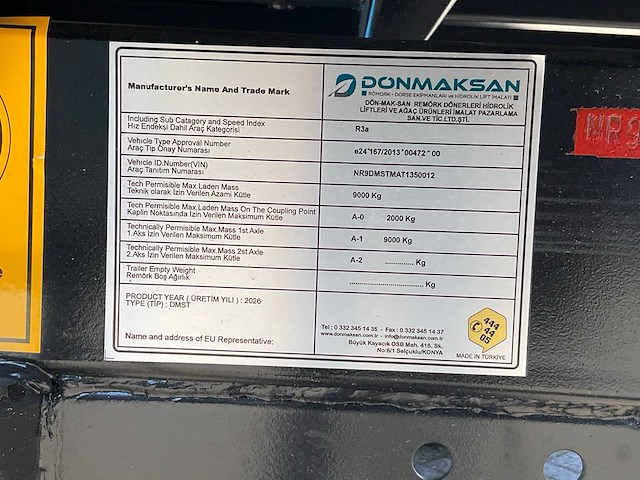 Manufacturer's Name And Trade Mark
DÖNMAKSAN
RÖMORK - DORSE EKİPMANLARI ve HİDROLİK LİFT İMALATI
DÖN-MAK-SAN REMÖRK DÖNERLERİ HİDROLİK
LİFTLERİ VE AĞAÇ ÜRÜNLERİ İMALAT PAZARLAMA
SAN.VE TİC.LTD.ŞTİ.
Including Sub Catagory and Speed Index
Hız Endeksi Dahil Araç Kategorisi
R3a
Vehicle Type Approval Number
Araç Tip Onay Numarası
e24*167/2013*00472*00
Vehicle ID.Number(VIN)
Araç Tanıtım Numarası
NR9DMSTMAT1350012
Tech Permisible Max.Laden Mass
Teknik olarak İzin Verilen Azami Kütle
9000 Kg
Tech Permisible Max.Laden Mass On The Coupling Point
Kaplin Noktasında İzin Verilen Maksimum Kütle
A-0 2000 Kg
Technically Permisible Max.Mass 1st Axle
1.Aks İzin Verilen Maksimum Kütle
A-1 9000 Kg
Technically Permisible Max.Mass 2st Axle
2.Aks İzin Verilen Maksimum Kütle
A-2 .............. Kg
Trailer Empty Weight
Remörk Boş Ağırlık
.................................... Kg
PRODUCT YEAR ( ÜRETİM YILI ) : 2026
TYPE (TİP) : DMST
Name and address of EU Representative:
Tel : 0 332 345 14 35 - Fax : 0 332 345 14 37
www.donmaksan.com.tr - info@donmaksan.com.tr
Büyük Kayacık OSB Mah. 416. Sk.
No:6/1 Selçuklu/KONYA
444
44
05
MADE IN TÜRKİYE
NR9
e